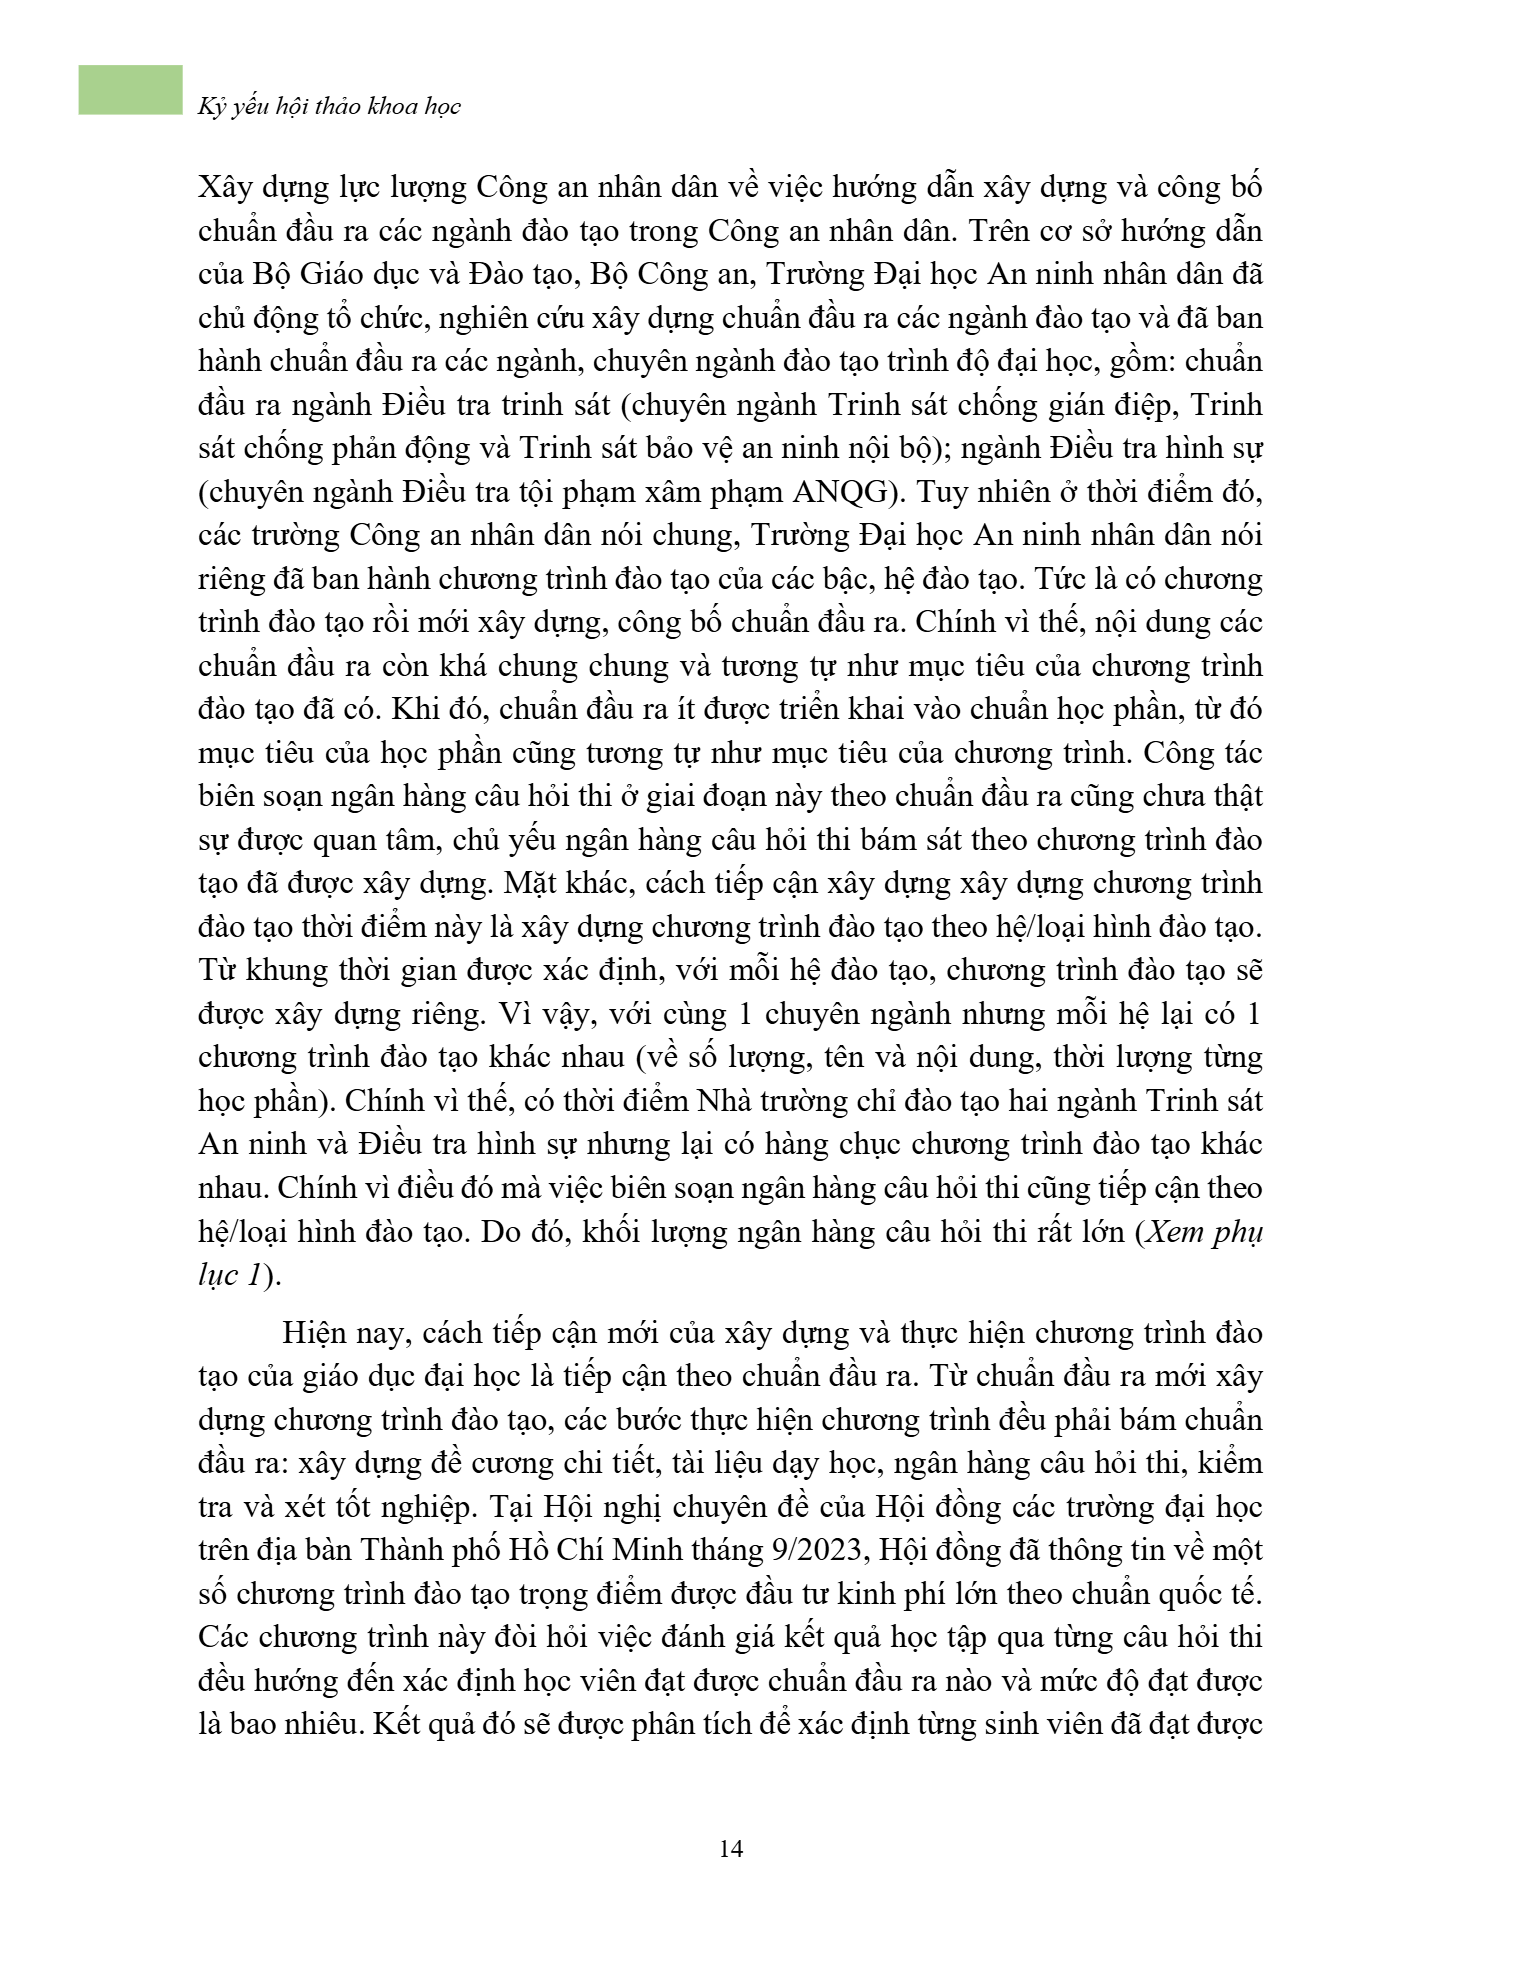 Kỷ yếu hội thảo khoa học
Xây dựng lực lượng Công an nhân dân về việc hướng dẫn xây dựng và công bố
chuẩn đầu ra các ngành đào tạo trong Công an nhân dân. Trên cơ sở hướng dẫn
của Bộ Giáo dục và Đào tạo, Bộ Công an, Trường Đại học An ninh nhân dân đã
chủ động tổ chức, nghiên cứu xây dựng chuẩn đầu ra các ngành đào tạo và đã ban
hành chuẩn đầu ra các ngành, chuyên ngành đào tạo trình độ đại học, gồm: chuẩn
đầu ra ngành Điều tra trinh sát (chuyên ngành Trinh sát chống gián điệp, Trinh
sát chống phản động và Trinh sát bảo vệ an ninh nội bộ); ngành Điều tra hình sự
(chuyên ngành Điều tra tội phạm xâm phạm ANQG). Tuy nhiên ở thời điểm đó,
các trường Công an nhân dân nói chung, Trường Đại học An ninh nhân dân nói
riêng đã ban hành chương trình đào tạo của các bậc, hệ đào tạo. Tức là có chương
trình đào tạo rồi mới xây dựng, công bố chuẩn đầu ra. Chính vì thế, nội dung các
chuẩn đầu ra còn khá chung chung và tương tự như mục tiêu của chương trình
đào tạo đã có. Khi đó, chuẩn đầu ra ít được triển khai vào chuẩn học phần, từ đó
mục tiêu của học phần cũng tương tự như mục tiêu của chương trình. Công tác
biên soạn ngân hàng câu hỏi thi ở giai đoạn này theo chuẩn đầu ra cũng chưa thật
sự được quan tâm, chủ yếu ngân hàng câu hỏi thi bám sát theo chương trình đào
tạo đã được xây dựng. Mặt khác, cách tiếp cận xây dựng xây dựng chương trình
đào tạo thời điểm này là xây dựng chương trình đào tạo theo hệ/loại hình đào tạo.
Từ khung thời gian được xác định, với mỗi hệ đào tạo, chương trình đào tạo sẽ
được xây dựng riêng. Vì vậy, với cùng 1 chuyên ngành nhưng mỗi hệ lại có 1
chương trình đào tạo khác nhau (về số lượng, tên và nội dung, thời lượng từng
học phần). Chính vì thế, có thời điểm Nhà trường chỉ đào tạo hai ngành Trinh sát
An ninh và Điều tra hình sự nhưng lại có hàng chục chương trình đào tạo khác
nhau. Chính vì điều đó mà việc biên soạn ngân hàng câu hỏi thi cũng tiếp cận theo
hệ/loại hình đào tạo. Do đó, khối lượng ngân hàng câu hỏi thi rất lớn (Xem phụ
lục 1).
Hiện nay, cách tiếp cận mới của xây dựng và thực hiện chương trình đào
tạo của giáo dục đại học là tiếp cận theo chuẩn đầu ra. Từ chuẩn đầu ra mới xây
dựng chương trình đào tạo, các bước thực hiện chương trình đều phải bám chuẩn
đầu ra: xây dựng đề cương chi tiết, tài liệu dạy học, ngân hàng câu hỏi thi, kiểm
tra và xét tốt nghiệp. Tại Hội nghị chuyên đề của Hội đồng các trường đại học
trên địa bàn Thành phố Hồ Chí Minh tháng 9/2023, Hội đồng đã thông tin về một
số chương trình đào tạo trọng điểm được đầu tư kinh phí lớn theo chuẩn quốc tế.
Các chương trình này đòi hỏi việc đánh giá kết quả học tập qua từng câu hỏi thi
đều hướng đến xác định học viên đạt được chuẩn đầu ra nào và mức độ đạt được
là bao nhiêu. Kết quả đó sẽ được phân tích để xác định từng sinh viên đã đạt được
14